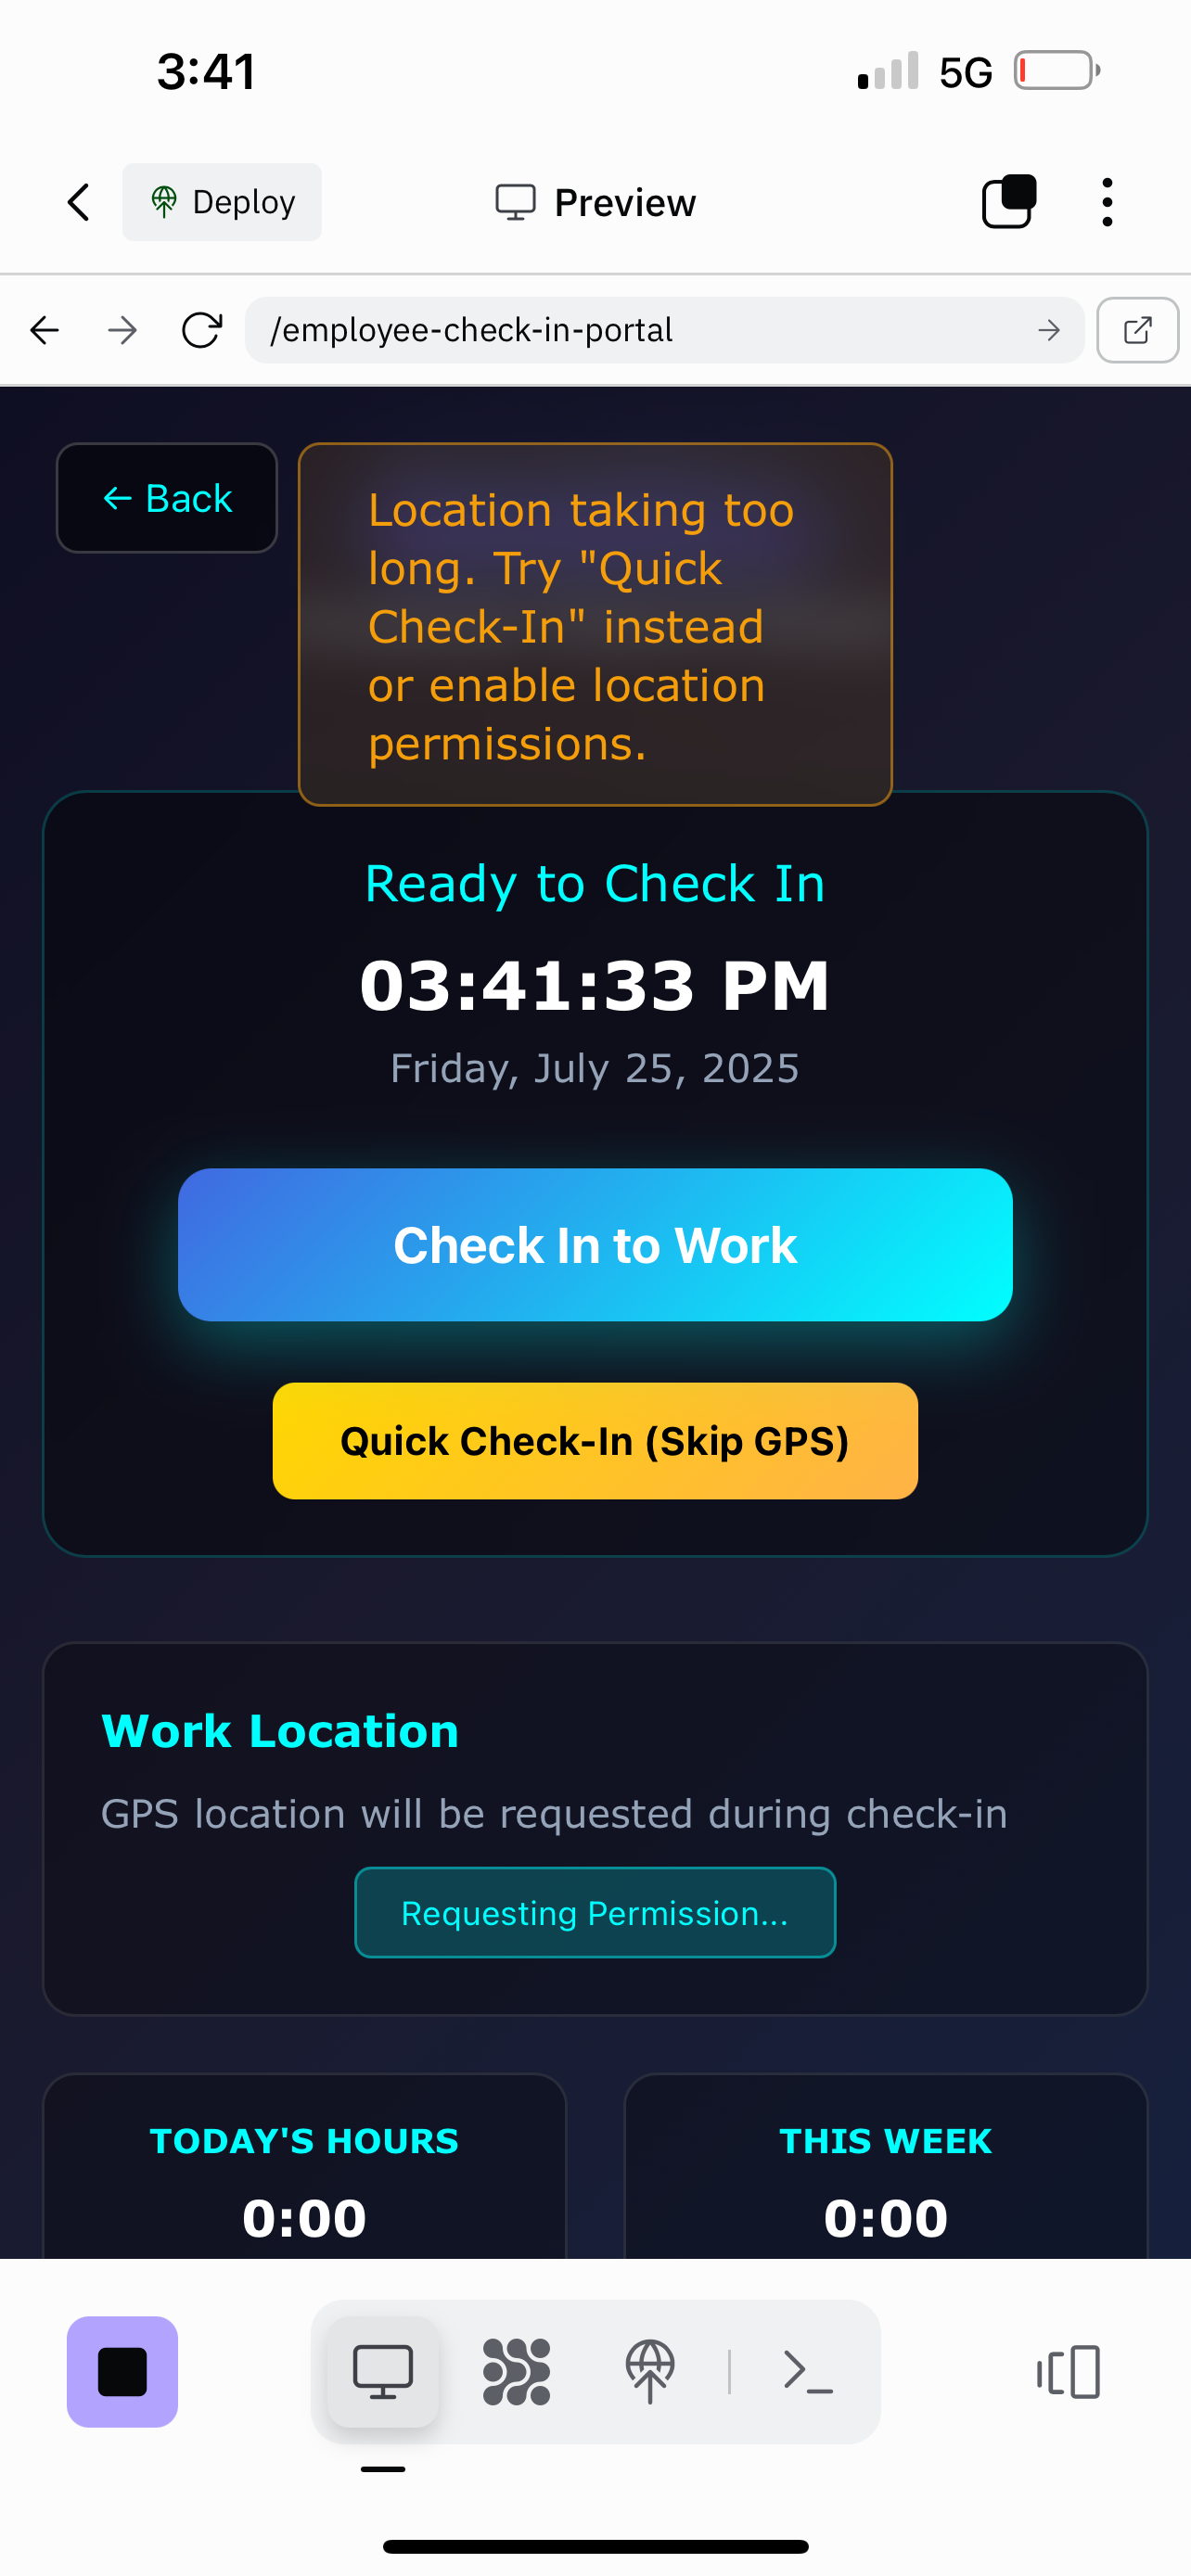 3:41
5G
Deploy
Preview
/employee-check-in-portal
← Back
Location taking too
long. Try "Quick
Check-In" instead
or enable location
permissions.
Ready to Check In
03:41:33 PM
Friday, July 25, 2025
Check In to Work
Quick Check-In (Skip GPS)
Work Location
GPS location will be requested during check-in
Requesting Permission...
TODAY'S HOURS
THIS WEEK
0:00
0:00